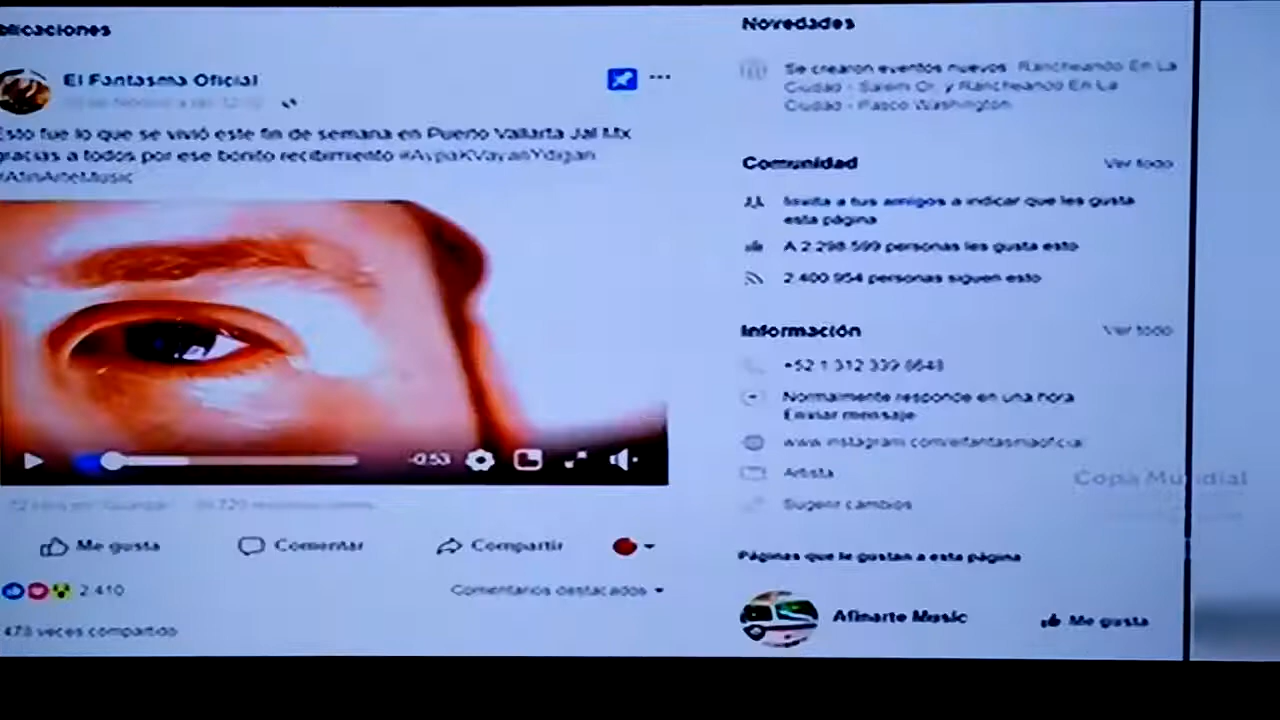 blicaciones
El Fantasma Oficial
Esto fue lo que se vivió este fin de semana en Puerto Vallarta Jal Mx
gracias a todos por ese bonito recibimiento #AypaKVayanYdigan
#AfinArteMusic
-0:53
Me gusta
Comentar
Compartir
2.410
Comentarios destacados
473 veces compartido
Novedades
Se crearon eventos nuevos: Rancheando En La
Ciudad - Salem Or. y Rancheando En La
Ciudad - Pasco Washington.
Comunidad
Ver todo
Invita a tus amigos a indicar que les gusta
esta página
A 2.298.599 personas les gusta esto
2.400.954 personas siguen esto
Información
Ver todo
+52 1 312 339
Normalmente responde en una hora
Enviar mensaje
www.instagram.com/elfantasmaoficial
Artista
Sugerir cambios
Copa Mundial
Páginas que le gustan a esta página
Afinarte Music
Me gusta